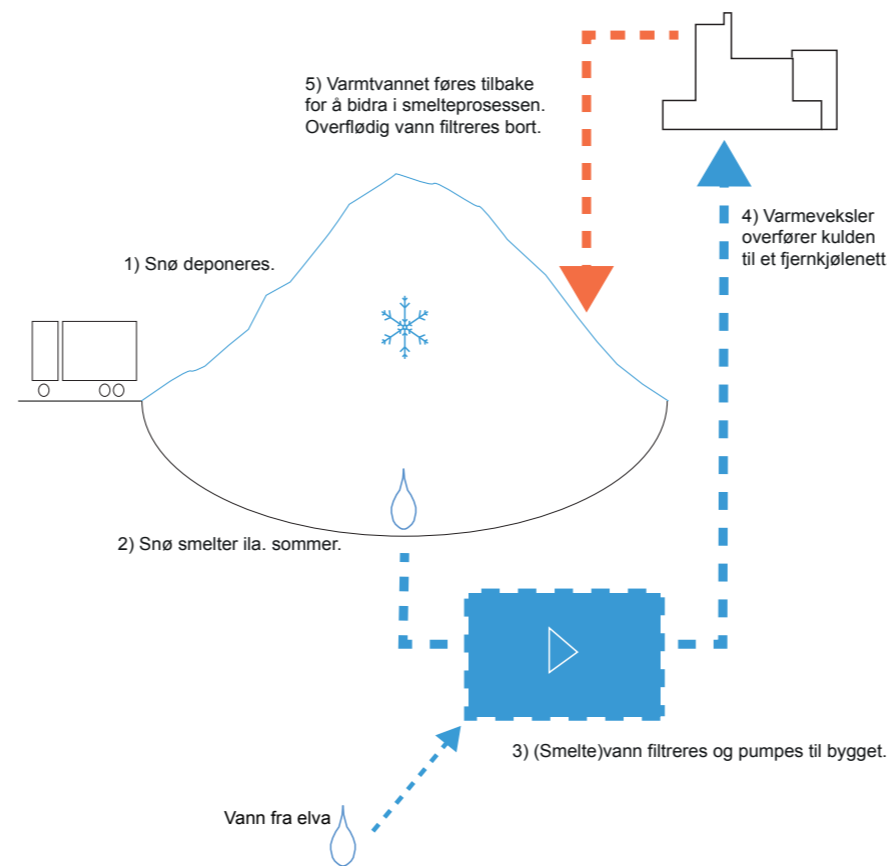 5) Varmtvannet føres tilbake
for å bidra i smelteprosessen.
Overflødig vann filtreres bort.
4) Varmeveksler
overfører kulden
til et fjernkjølenett
1) Snø deponeres.
2) Snø smelter ila. sommer.
3) (Smelte)vann filtreres og pumpes til bygget.
Vann fra elva